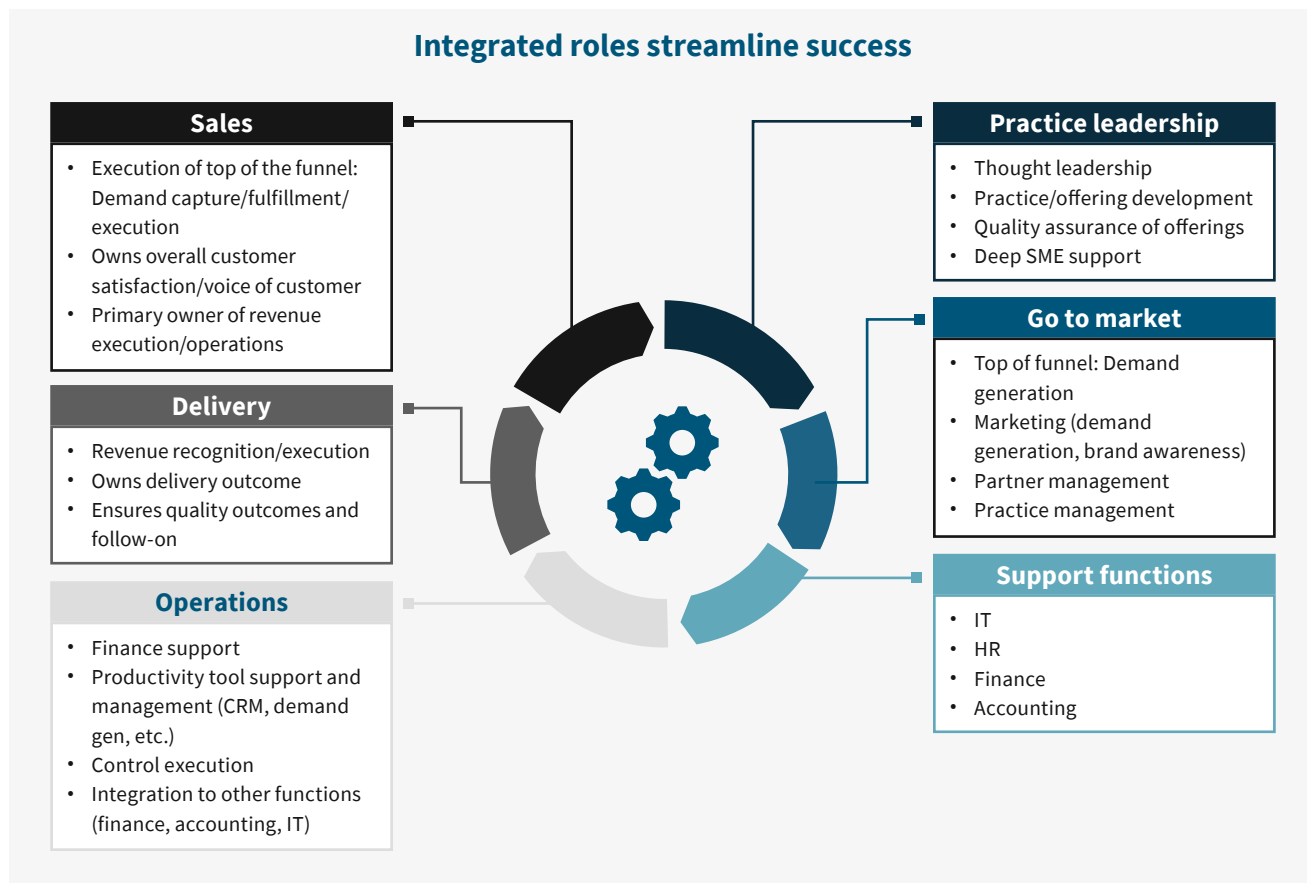 Integrated roles streamline success
Sales
• Execution of top of the funnel:
Demand capture/fulfillment/
execution
• Owns overall customer
satisfaction/voice of customer
• Primary owner of revenue
execution/operations
Delivery
• Revenue recognition/execution
• Owns delivery outcome
• Ensures quality outcomes and
follow-on
Operations
• Finance support
• Productivity tool support and
management (CRM, demand
gen, etc.)
• Control execution
• Integration to other functions
(finance, accounting, IT)
Practice leadership
• Thought leadership
• Practice/offering development
• Quality assurance of offerings
• Deep SME support
Go to market
• Top of funnel: Demand
generation
• Marketing (demand
generation, brand awareness)
• Partner management
• Practice management
Support functions
• IT
• HR
• Finance
• Accounting